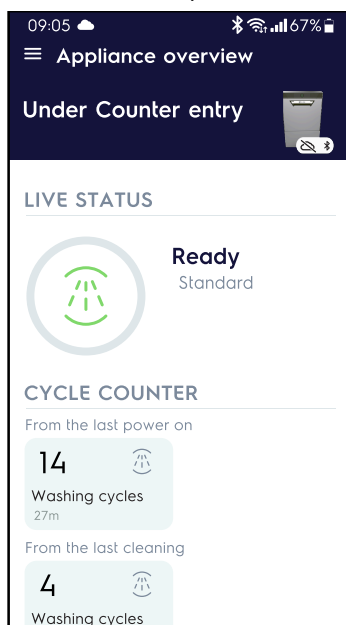 09:05 67%
Appliance overview
Under Counter entry
LIVE STATUS
Ready
Standard
CYCLE COUNTER
From the last power on
14
Washing cycles
27m
From the last cleaning
4
Washing cycles